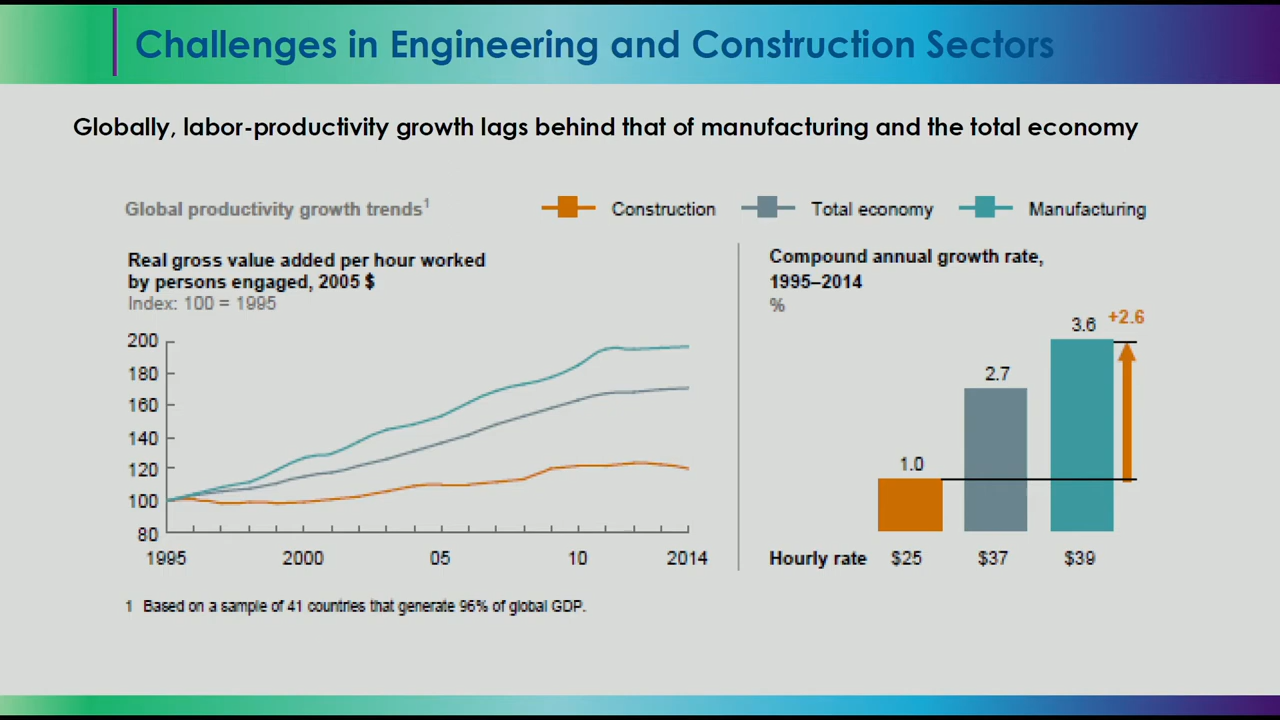 Challenges in Engineering and Construction Sectors
Globally, labor-productivity growth lags behind that of manufacturing and the total economy
Global productivity growth trends1
Construction
Total economy
Manufacturing
Real gross value added per hour worked
by persons engaged, 2005 $
Index: 100 = 1995
200
180
160
140
120
100
80
1995
2000
05
10
2014
Compound annual growth rate,
1995–2014
%
1.0
2.7
3.6
+2.6
Hourly rate
$25
$37
$39
1 Based on a sample of 41 countries that generate 96% of global GDP.